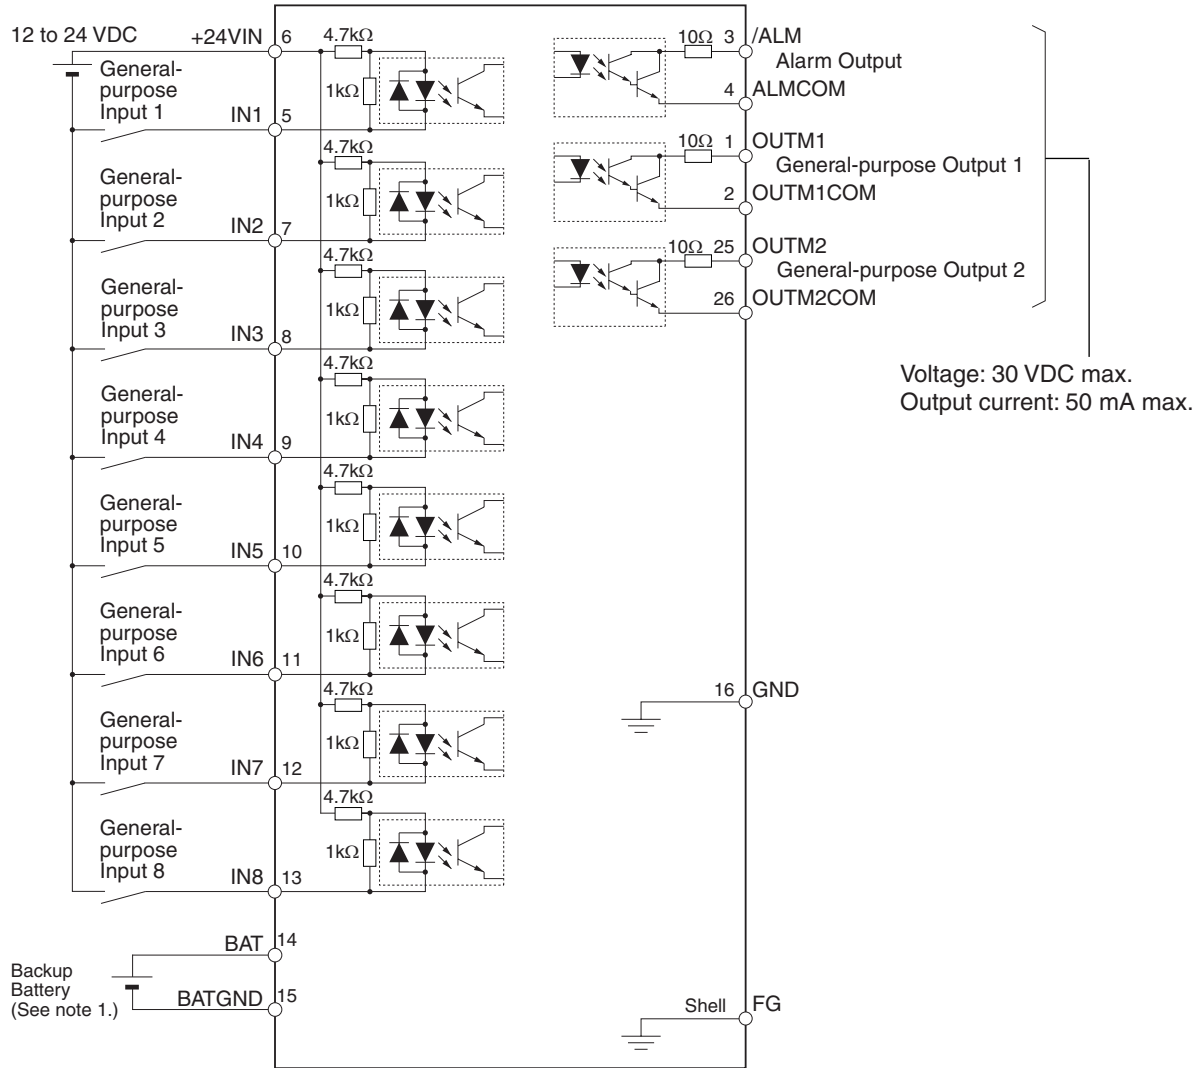 12 to 24 VDC
+24VIN
6
4.7kΩ
General-
purpose
Input 1
1kΩ
IN1
5
4.7kΩ
General-
purpose
Input 2
1kΩ
IN2
7
4.7kΩ
General-
purpose
Input 3
1kΩ
IN3
8
4.7kΩ
General-
purpose
Input 4
1kΩ
IN4
9
4.7kΩ
General-
purpose
Input 5
1kΩ
IN5
10
4.7kΩ
General-
purpose
Input 6
1kΩ
IN6
11
4.7kΩ
General-
purpose
Input 7
1kΩ
IN7
12
4.7kΩ
General-
purpose
Input 8
1kΩ
IN8
13
BAT
14
Backup
Battery
(See note 1.)
BATGND
15
10Ω
3
/ALM
Alarm Output
4
ALMCOM
10Ω
1
OUTM1
General-purpose Output 1
2
OUTM1COM
10Ω
25
OUTM2
General-purpose Output 2
26
OUTM2COM
Voltage: 30 VDC max.
Output current: 50 mA max.
16
GND
Shell
FG